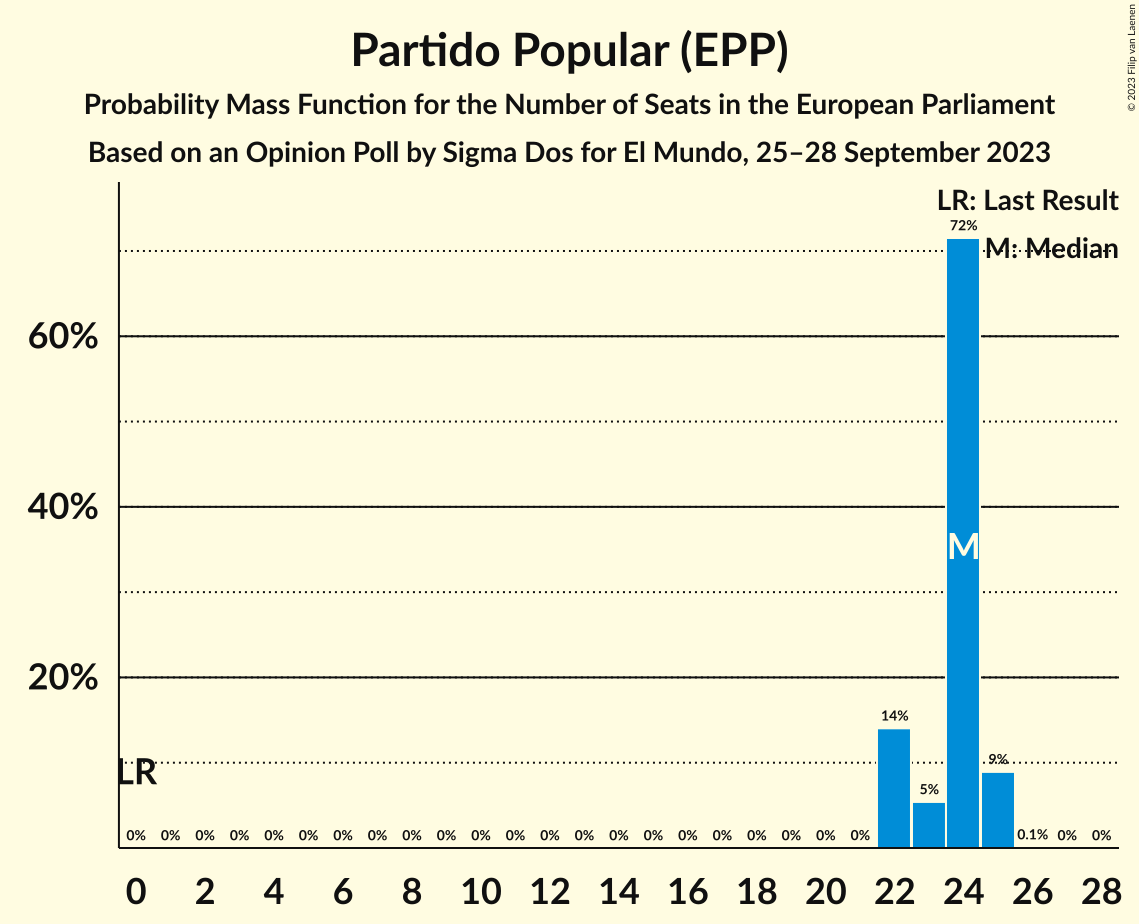 Partido Popular (EPP)
Probability Mass Function for the Number of Seats in the European Parliament
Based on an Opinion Poll by Sigma Dos for El Mundo, 25–28 September 2023
© 2023 Filip van Laenen
LR: Last Result
M: Median
72%
60%
40%
M
20%
14%
LR
9%
5%
0% 0% 0% 0% 0% 0% 0% 0% 0% 0% 0% 0% 0% 0% 0% 0% 0% 0% 0% 0% 0% 0% 0.1% 0% 0%
0 2 4 6 8 10 12 14 16 18 20 22 24 26 28